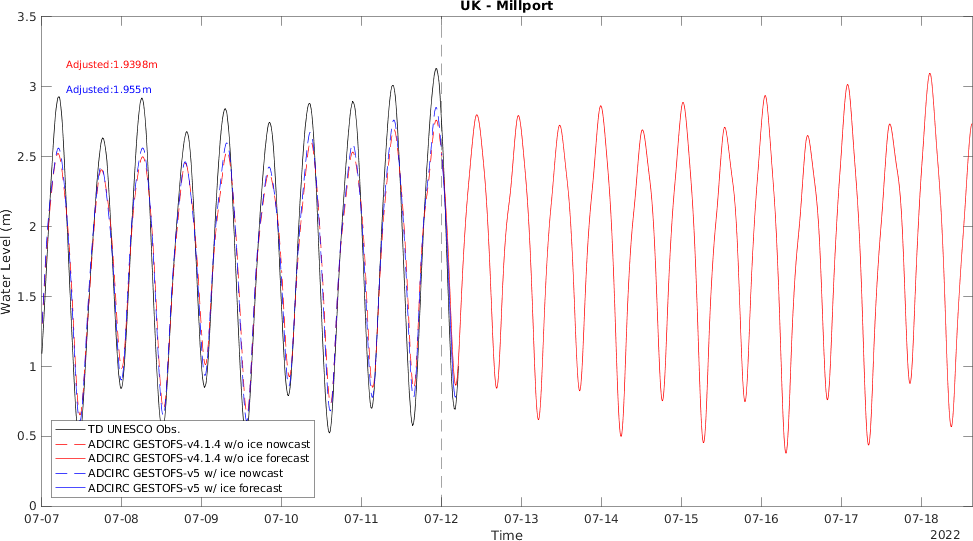 UK - Millport
3.5
3
2.5
2
1.5
1
0.5
0
Water Level (m)
Adjusted:1.9398m
Adjusted:1.955m
TD UNESCO Obs.
ADCIRC GESTOFS-v4.1.4 w/o ice nowcast
ADCIRC GESTOFS-v4.1.4 w/o ice forecast
ADCIRC GESTOFS-v5 w/ ice nowcast
ADCIRC GESTOFS-v5 w/ ice forecast
07-07 07-08 07-09 07-10 07-11 07-12 07-13 07-14 07-15 07-16 07-17 07-18
Time
2022